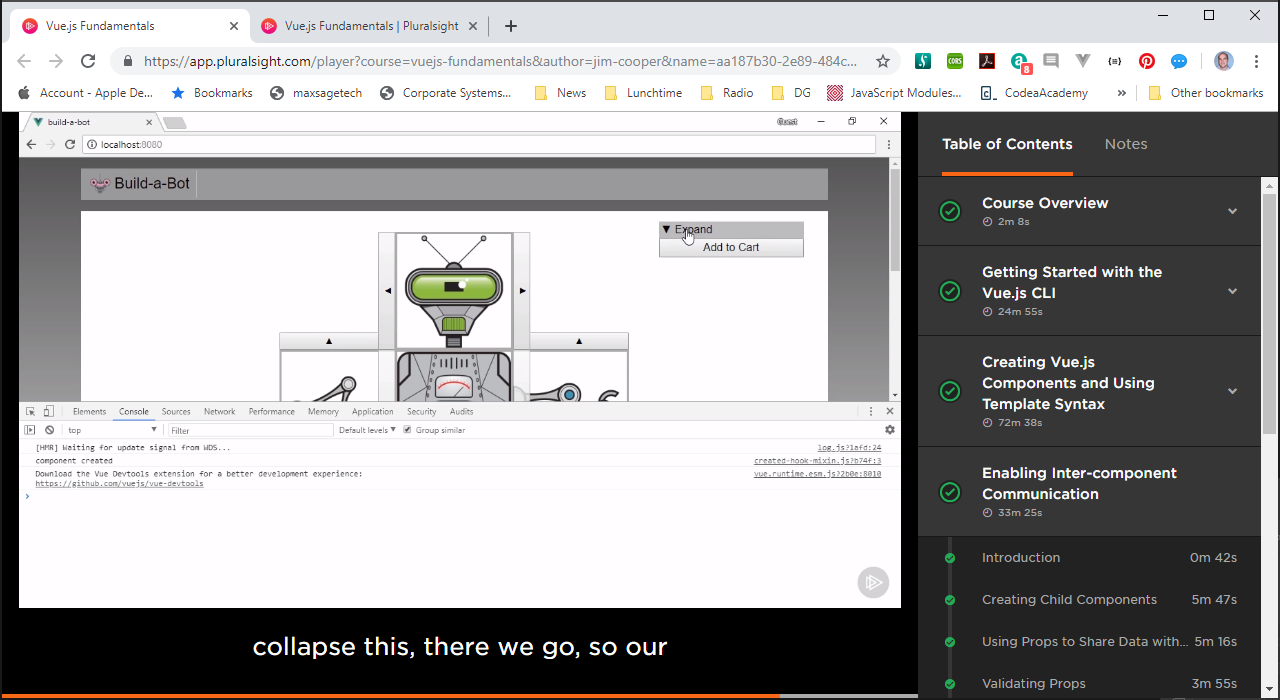 Vue.js Fundamentals
Vue.js Fundamentals | Pluralsight
https://app.pluralsight.com/player?course=vuejs-fundamentals&author=jim-cooper&name=aa187b30-2e89-484c...
CORS
8
Account - Apple De...
Bookmarks
maxsagetech
Corporate Systems...
News
Lunchtime
Radio
DG
JavaScript Modules...
CodeaAcademy
»
Other bookmarks
build-a-bot
Guest
localhost:8080
Build-a-Bot
▼ Expand
Add to Cart
Elements Console Sources Network Performance Memory Application Security Audits
top
Filter
Default levels ▼
Group similar
[HMR] Waiting for update signal from WDS...
log.js?1afd:24
component created
created-hook-mixin.js?b74f:3
Download the Vue Devtools extension for a better development experience:
vue.runtime.esm.js?2b0e:8010
https://github.com/vuejs/vue-devtools
collapse this, there we go, so our
Table of Contents
Notes
Course Overview
2m 8s
Getting Started with the
Vue.js CLI
24m 55s
Creating Vue.js
Components and Using
Template Syntax
72m 38s
Enabling Inter-component
Communication
33m 25s
Introduction 0m 42s
Creating Child Components 5m 47s
Using Props to Share Data with... 5m 16s
Validating Props 3m 55s